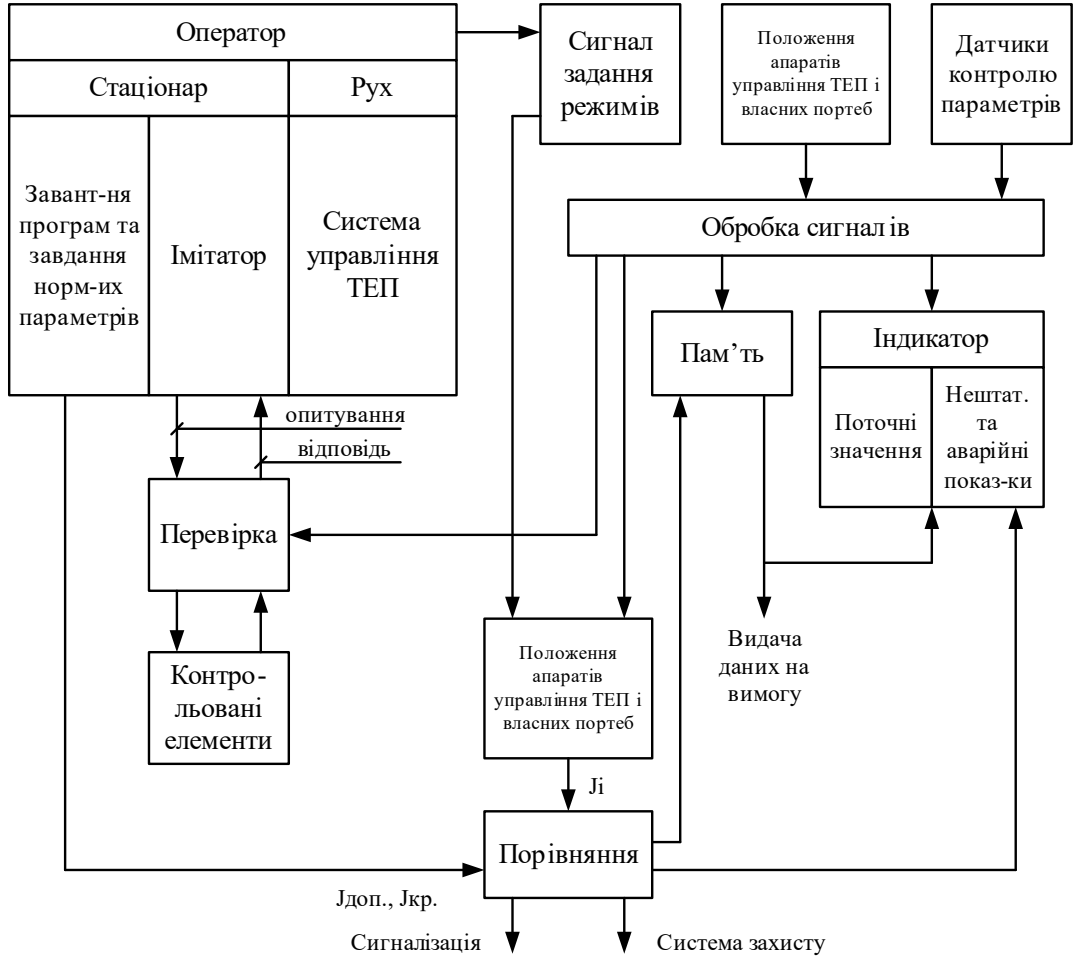 Оператор
Стаціонар
Рух
Завант-ня
програм та
завдання
норм-их
параметрів
Імітатор
Система
управління
ТЕП
Сигнал
задання
режимів
Положення
апаратів
управління ТЕП і
власних портеб
Датчики
контролю
параметрів
Обробка сигналів
Пам’ть
Індикатор
Поточні
значення
Нештат.
та
аварійні
показ-ки
опитування
відповідь
Перевірка
Контро-
льовані
елементи
Положення
апаратів
управління ТЕП і
власних портеб
Видача
даних на
вимогу
Ji
Порівняння
Jдоп., Jкр.
Сигналізація
Система захисту